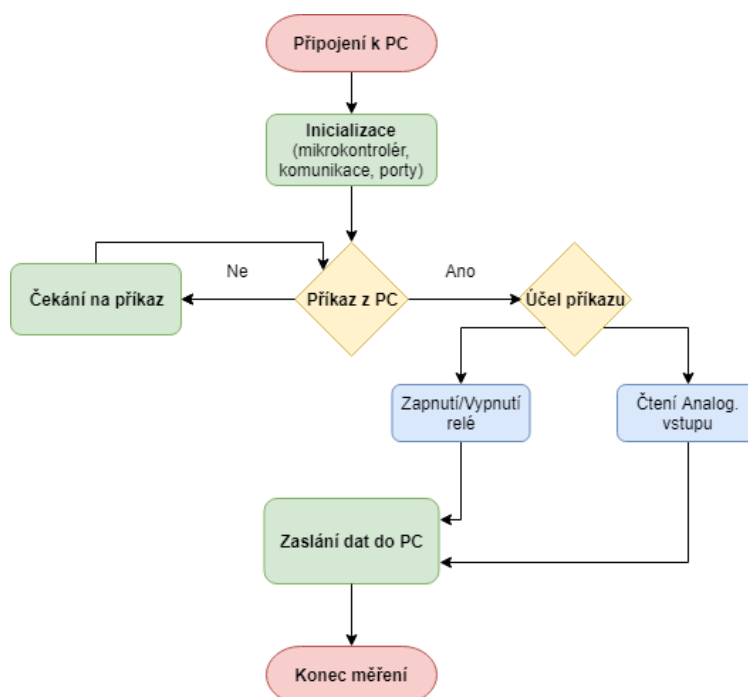 Připojení k PC
Inicializace
(mikrokontrolér,
komunikace, porty)
Ne
Ano
Čekání na příkaz
Příkaz z PC
Účel příkazu
Zapnutí/Vypnutí
relé
Čtení Analog.
vstupu
Zaslání dat do PC
Konec měření